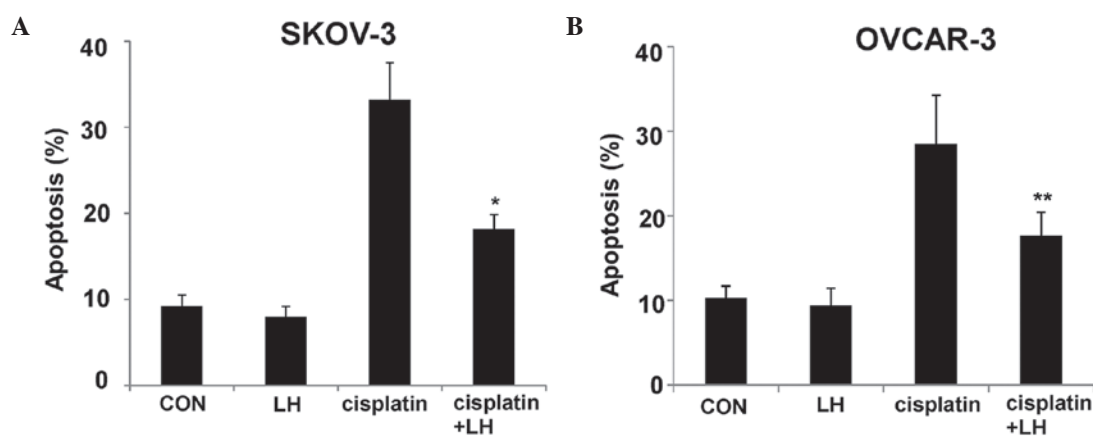 A
SKOV-3
Apoptosis (%)
40
30
20
10
0
*
CON
LH
cisplatin
cisplatin
+LH
B
OVCAR-3
Apoptosis (%)
40
30
20
10
0
**
CON
LH
cisplatin
cisplatin
+LH